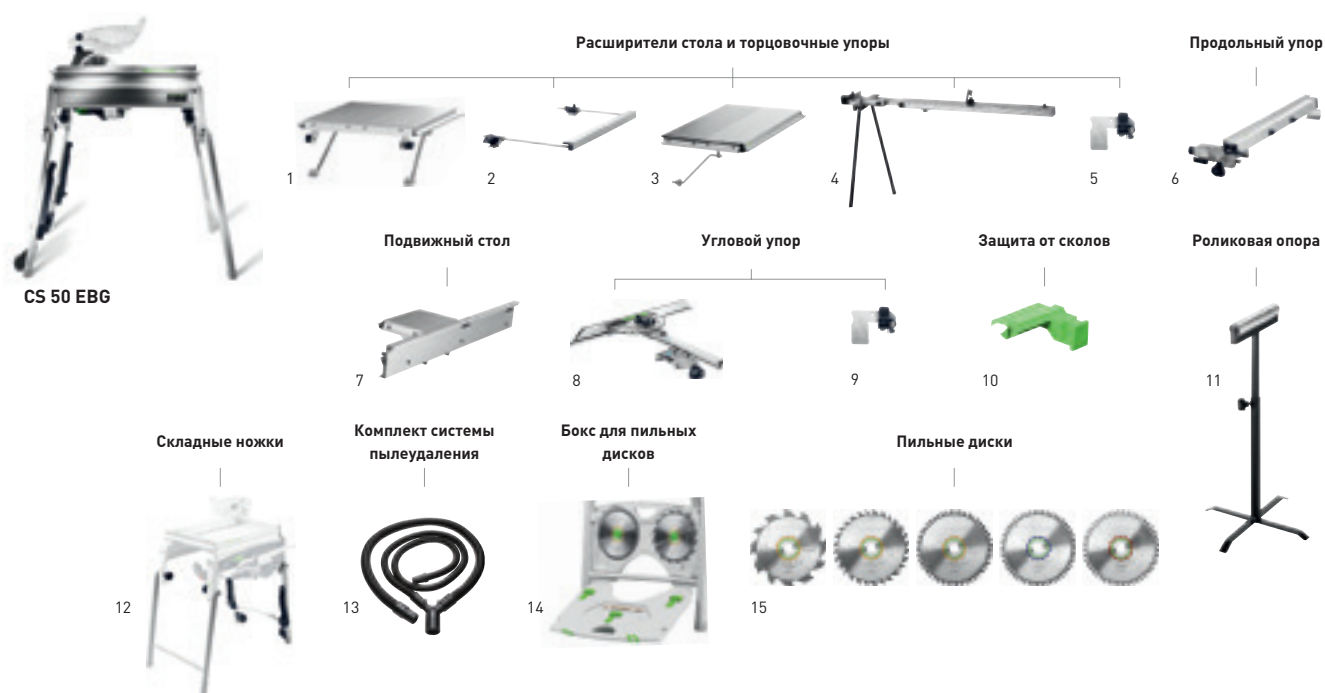 Расширители стола и торцовочные упоры
Продольный упор
1
2
3
4
5
6
CS 50 EBG
Подвижный стол
Угловой упор
Защита от сколов
Роликовая опора
7
8
9
10
11
Складные ножки
Комплект системы
пылеудаления
Бокс для пильных
дисков
Пильные диски
12
13
14
15